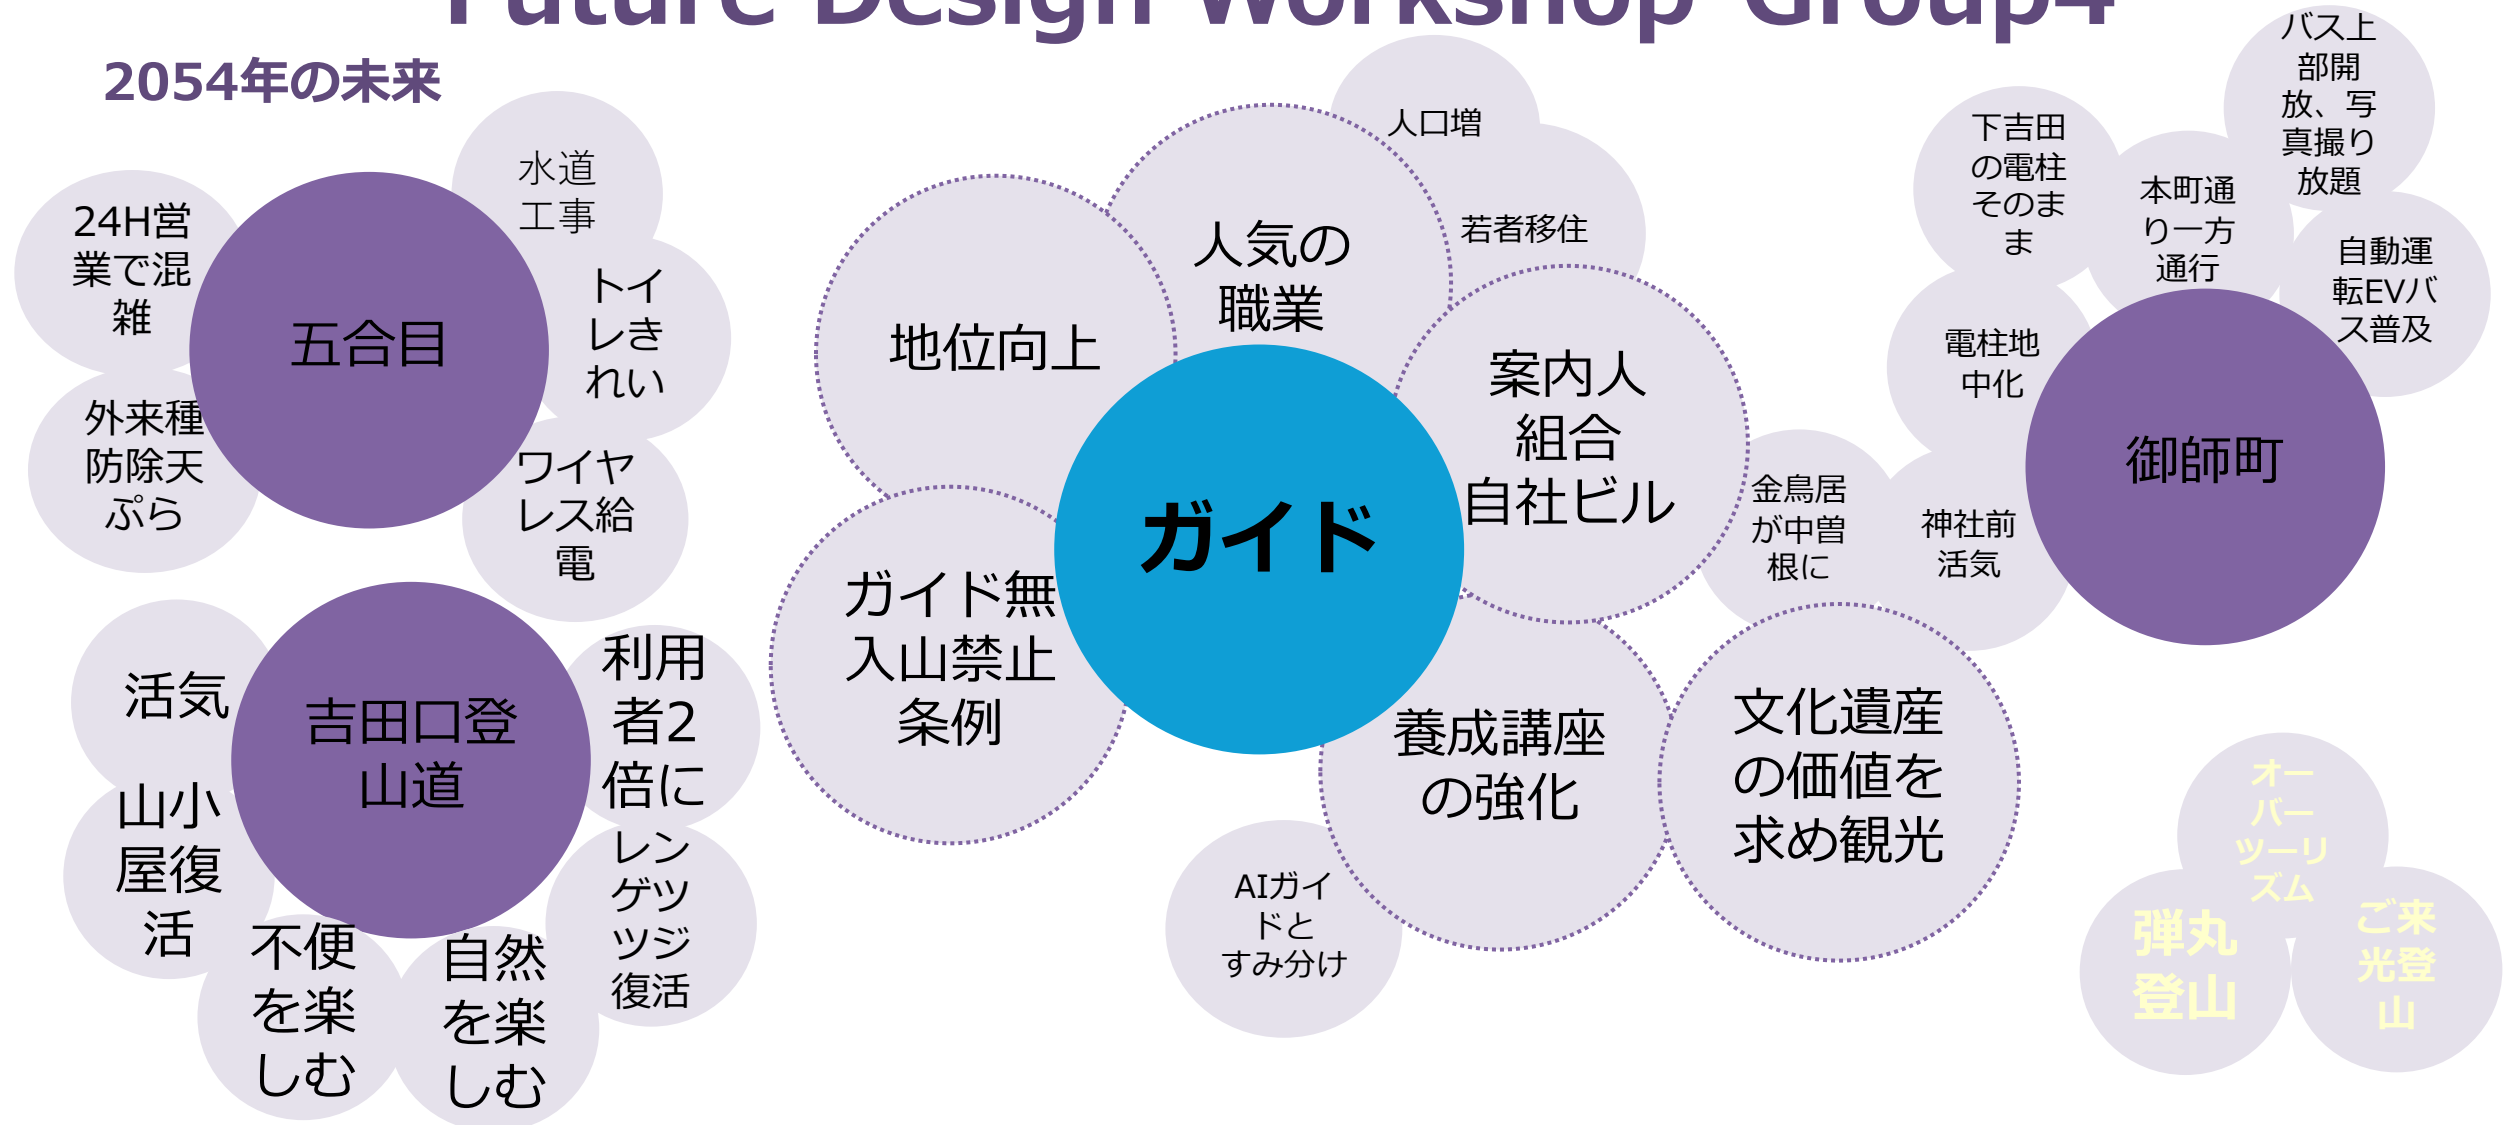 Future Design Workshop Group4
2054年の未来
24H営
業で混
雑
五合目
水道
工事
トイ
レき
れい
外来種
防除天
ぷら
ワイヤ
レス給
電
活気
吉田口登
山道
利用
者2
倍に
山小
屋復
活
レン
ゲツ
ツジ
復活
不便
を楽
しむ
自然
を楽
しむ
人口増
若者移住
人気の
職業
地位向上
案内人
組合
自社ビル
ガイド
ガイド無
入山禁止
条例
養成講座
の強化
文化遺産
の価値を
求め観光
AIガイ
ドと
すみ分け
バス上
部開
放、写
真撮り
放題
下吉田
の電柱
そのま
ま
本町通
り一方
通行
自動運
転EVバ
ス普及
電柱地
中化
御師町
金鳥居
が中曽
根に
神社前
活気
オー
バー
ツーリ
ズム
弾丸
登山
ご来
光登
山